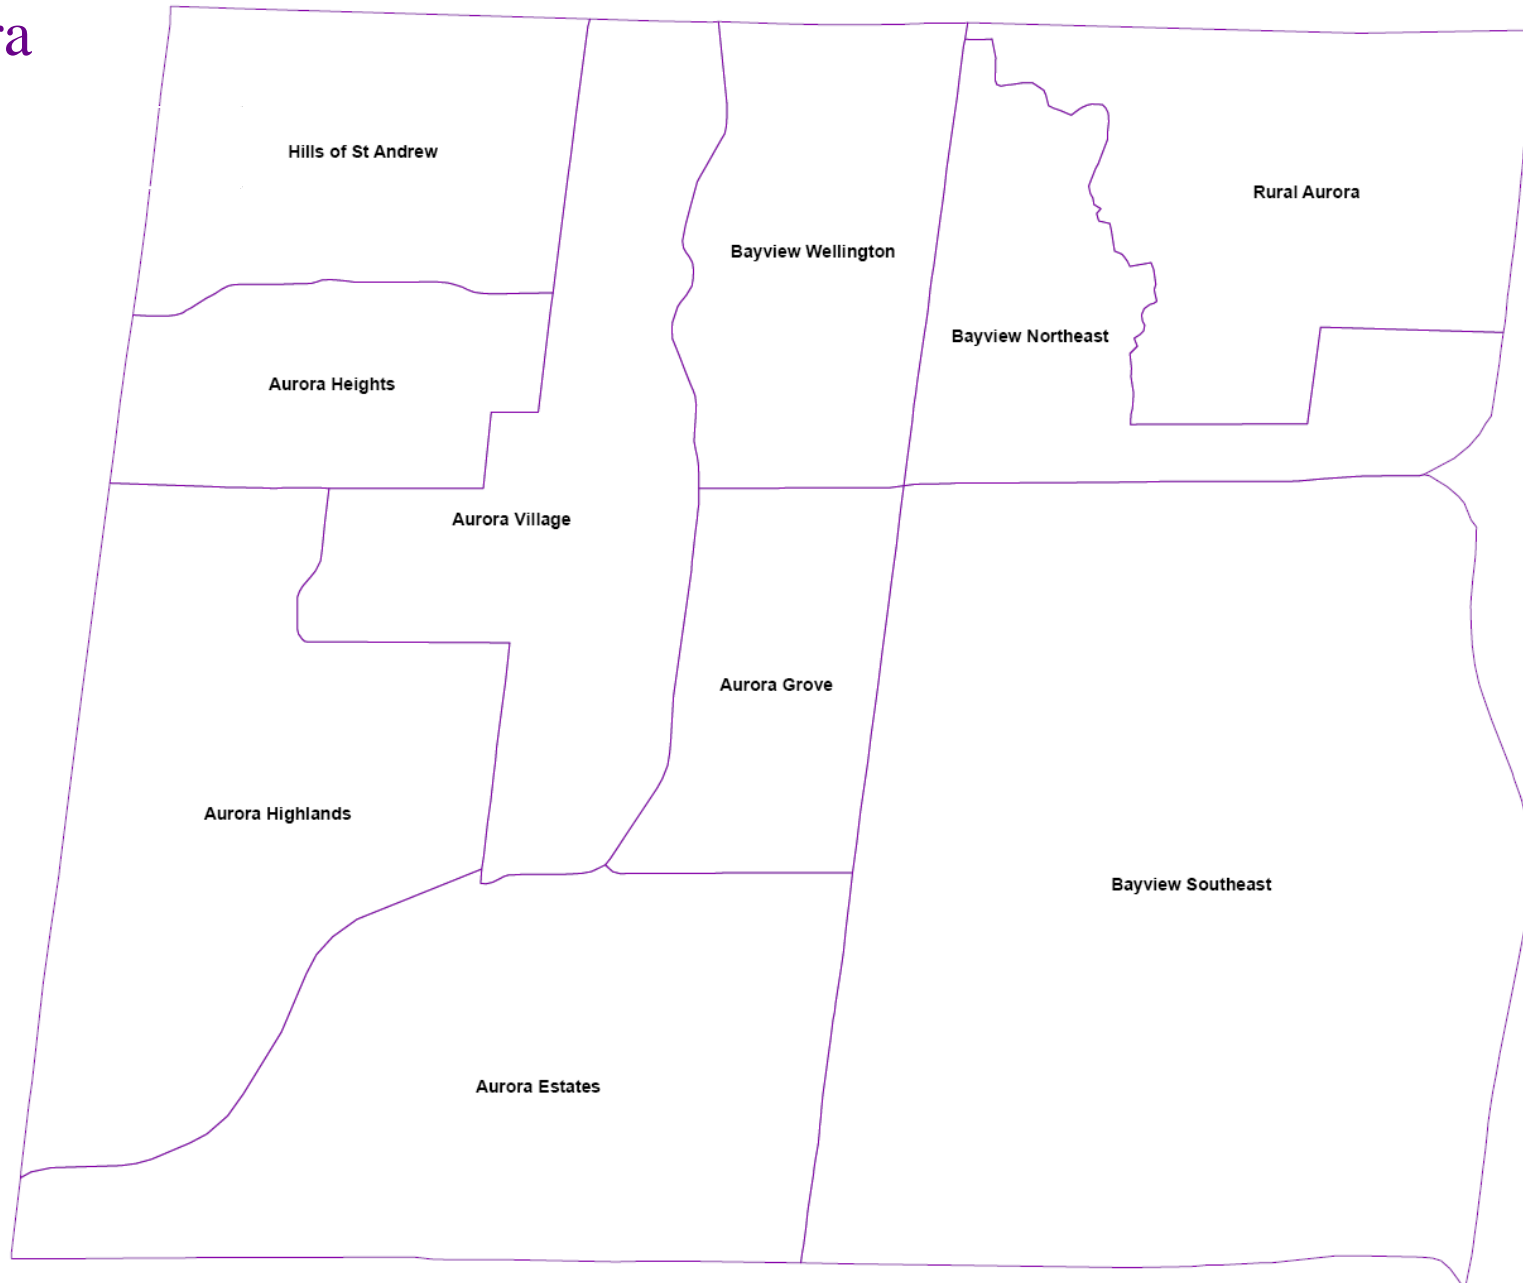 ra
Hills of St Andrew
Rural Aurora
Bayview Wellington
Bayview Northeast
Aurora Heights
Aurora Village
Aurora Grove
Aurora Highlands
Bayview Southeast
Aurora Estates